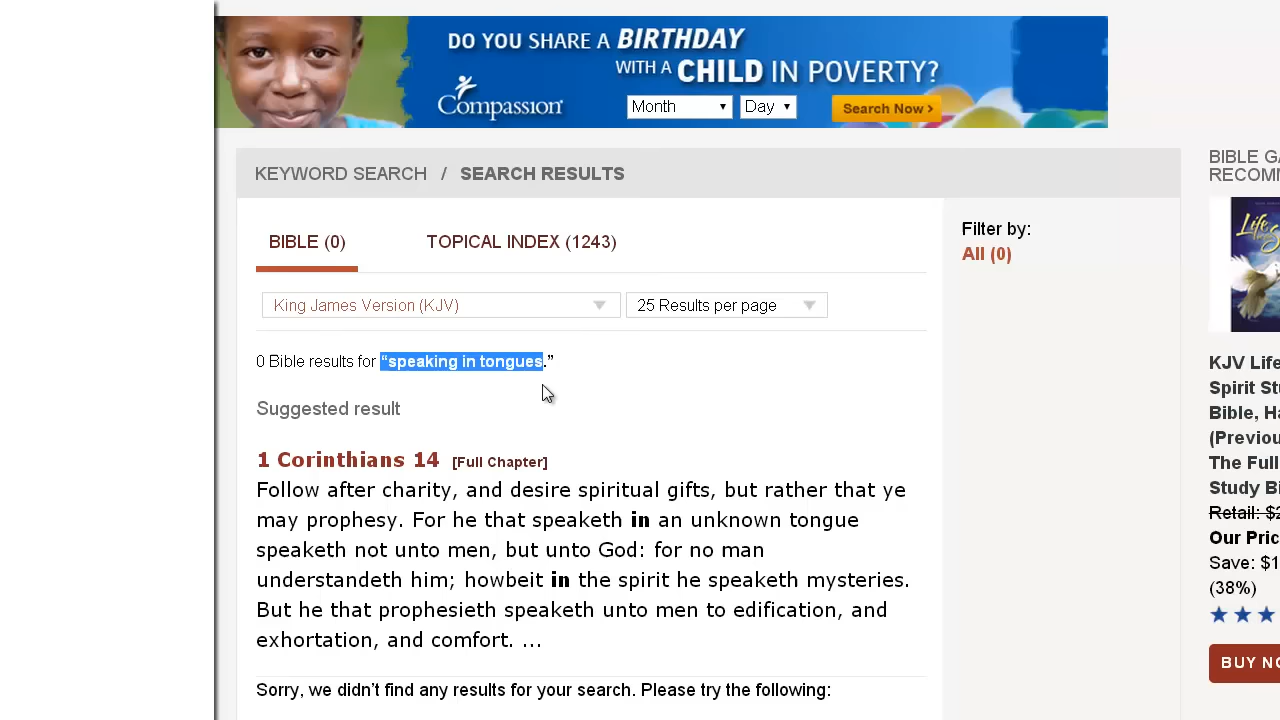 DO YOU SHARE A BIRTHDAY
WITH A CHILD IN POVERTY?
Compassion
Month Day Search Now >
KEYWORD SEARCH / SEARCH RESULTS
BIBLE (0) TOPICAL INDEX (1243)
King James Version (KJV) 25 Results per page
0 Bible results for “speaking in tongues.”
Suggested result
1 Corinthians 14 [Full Chapter]
Follow after charity, and desire spiritual gifts, but rather that ye
may prophesy. For he that speaketh in an unknown tongue
speaketh not unto men, but unto God: for no man
understandeth him; howbeit in the spirit he speaketh mysteries.
But he that prophesieth speaketh unto men to edification, and
exhortation, and comfort. ...
Sorry, we didn’t find any results for your search. Please try the following:
Filter by:
All (0)
BIBLE GA
RECOMM
Life
KJV Life
Spirit Stu
Bible, Ha
(Previou
The Full
Study Bi
Retail: $2
Our Pric
Save: $1
(38%)
BUY NO